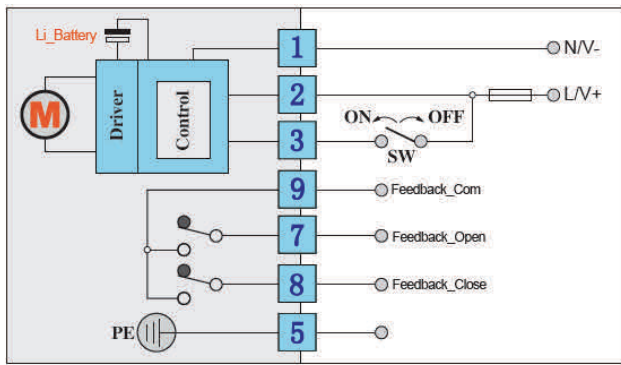 Li_Battery
M
Driver
Control
1
N/V-
2
L/V+
ON
OFF
3
SW
9
Feedback_Com
7
Feedback_Open
8
Feedback_Close
PE
5